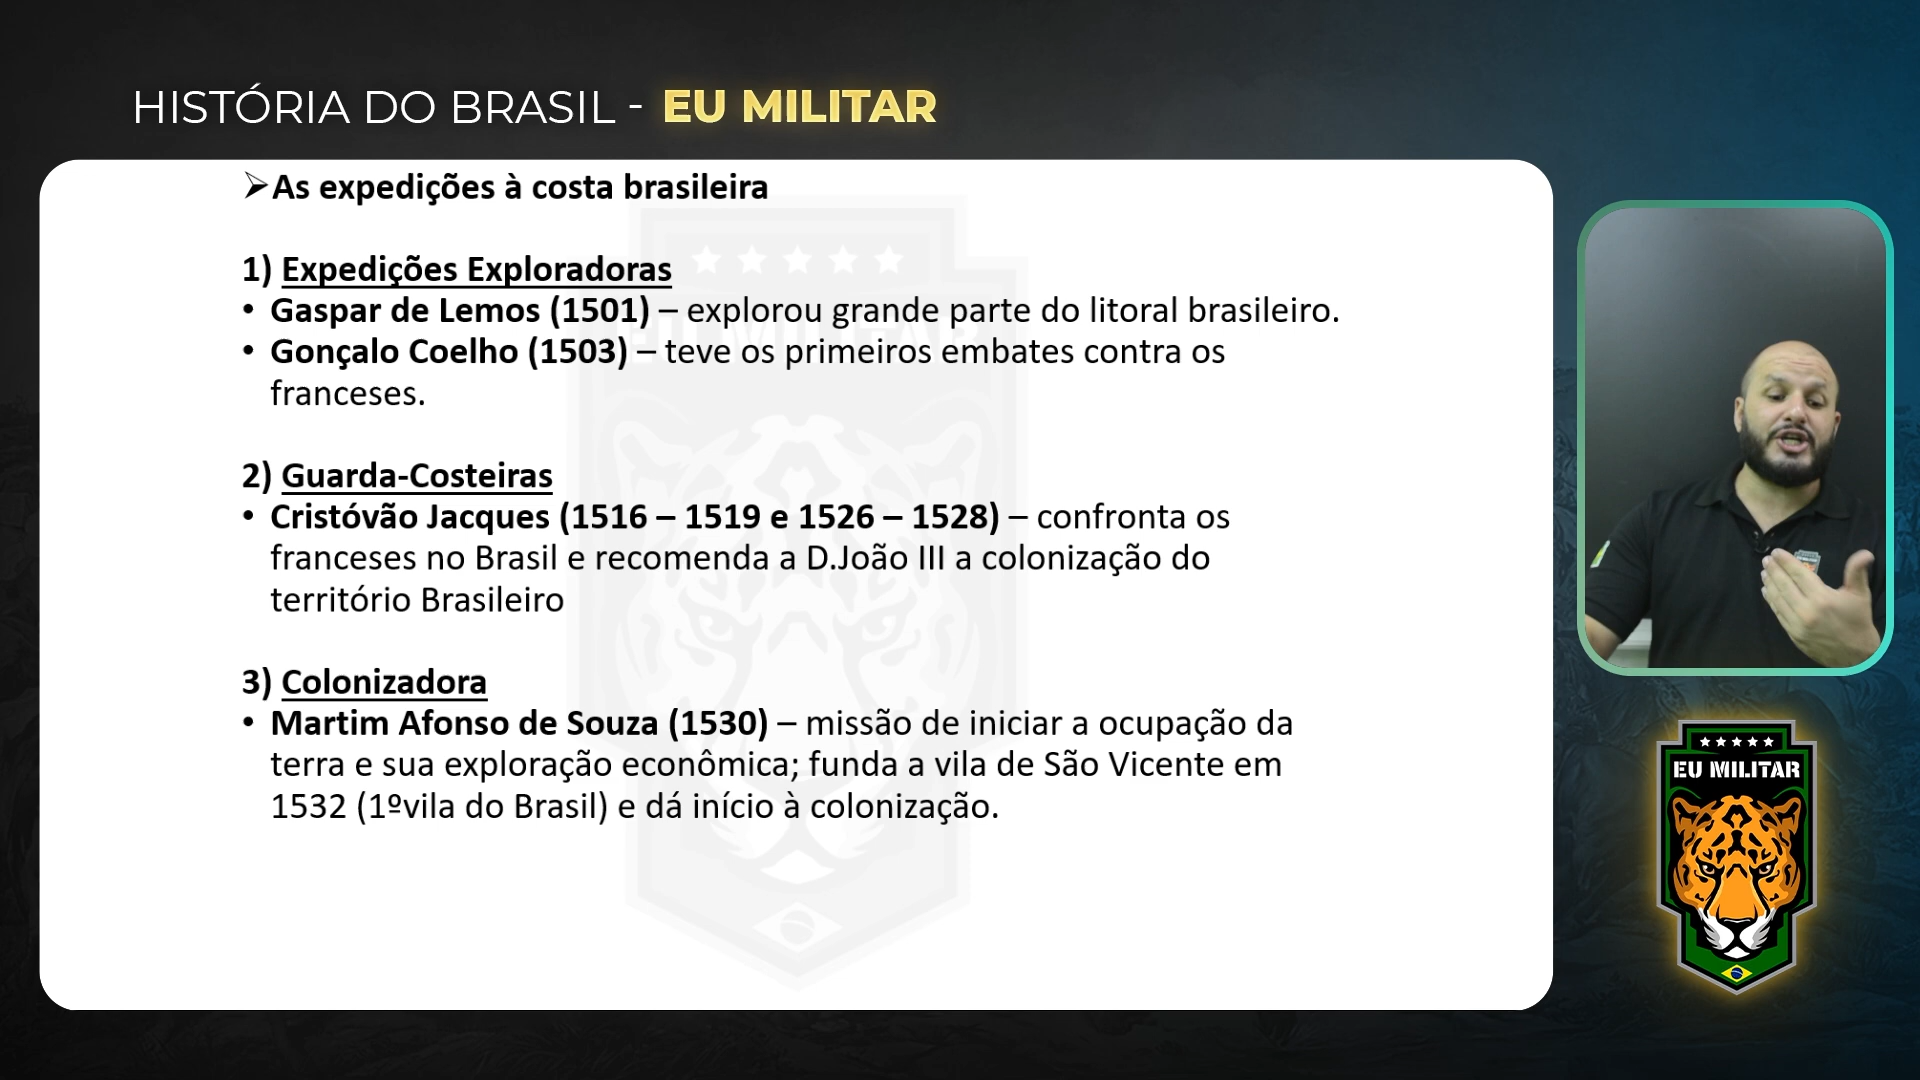 HISTÓRIA DO BRASIL - EU MILITAR
➢As expedições à costa brasileira
1) Expedições Exploradoras
• Gaspar de Lemos (1501) – explorou grande parte do litoral brasileiro.
• Gonçalo Coelho (1503) – teve os primeiros embates contra os
franceses.
2) Guarda-Costeiras
• Cristóvão Jacques (1516 – 1519 e 1526 – 1528) – confronta os
franceses no Brasil e recomenda a D.João III a colonização do
território Brasileiro
3) Colonizadora
• Martim Afonso de Souza (1530) – missão de iniciar a ocupação da
terra e sua exploração econômica; funda a vila de São Vicente em
1532 (1ºvila do Brasil) e dá início à colonização.
EU MILITAR